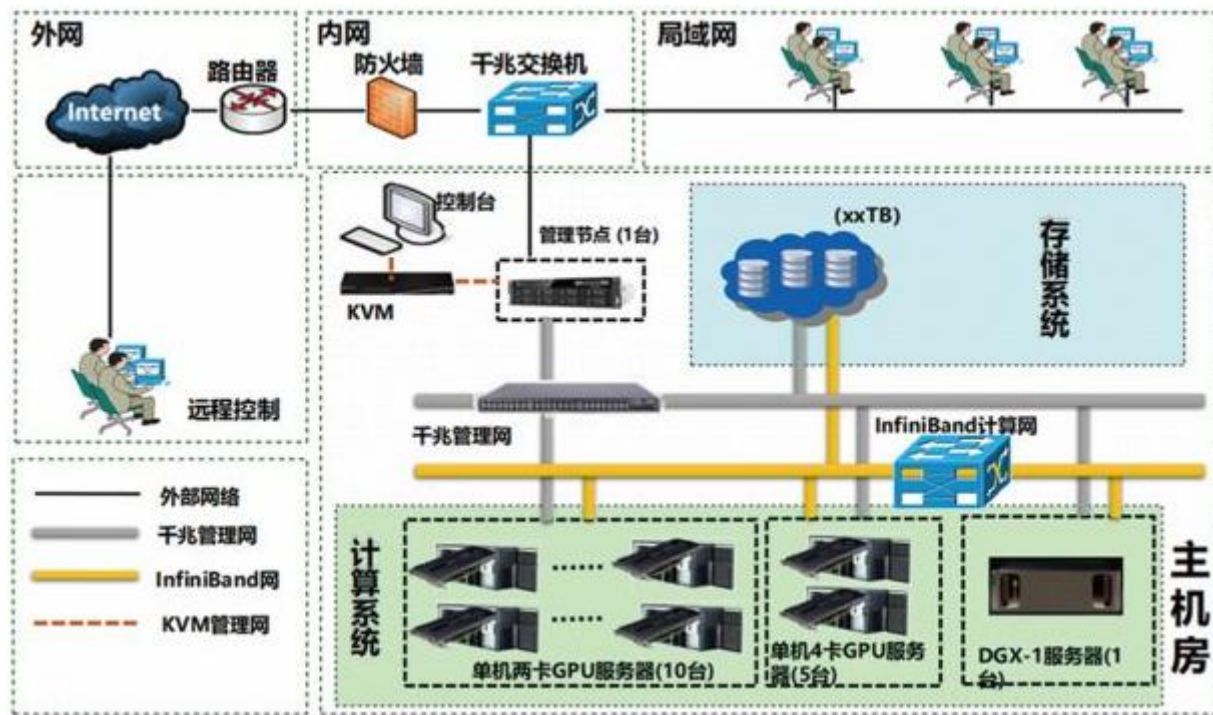 外网
内网
局域网
路由器
防火墙
千兆交换机
Internet
控制台
管理节点 (1台)
KVM
(xxTB)
存储系统
远程控制
千兆管理网
InfiniBand计算网
外部网络
千兆管理网
InfiniBand网
KVM管理网
计算系统
单机两卡GPU服务器(10台)
单机4卡GPU服务
器(5台)
DGX-1服务器(1
台)
主机房